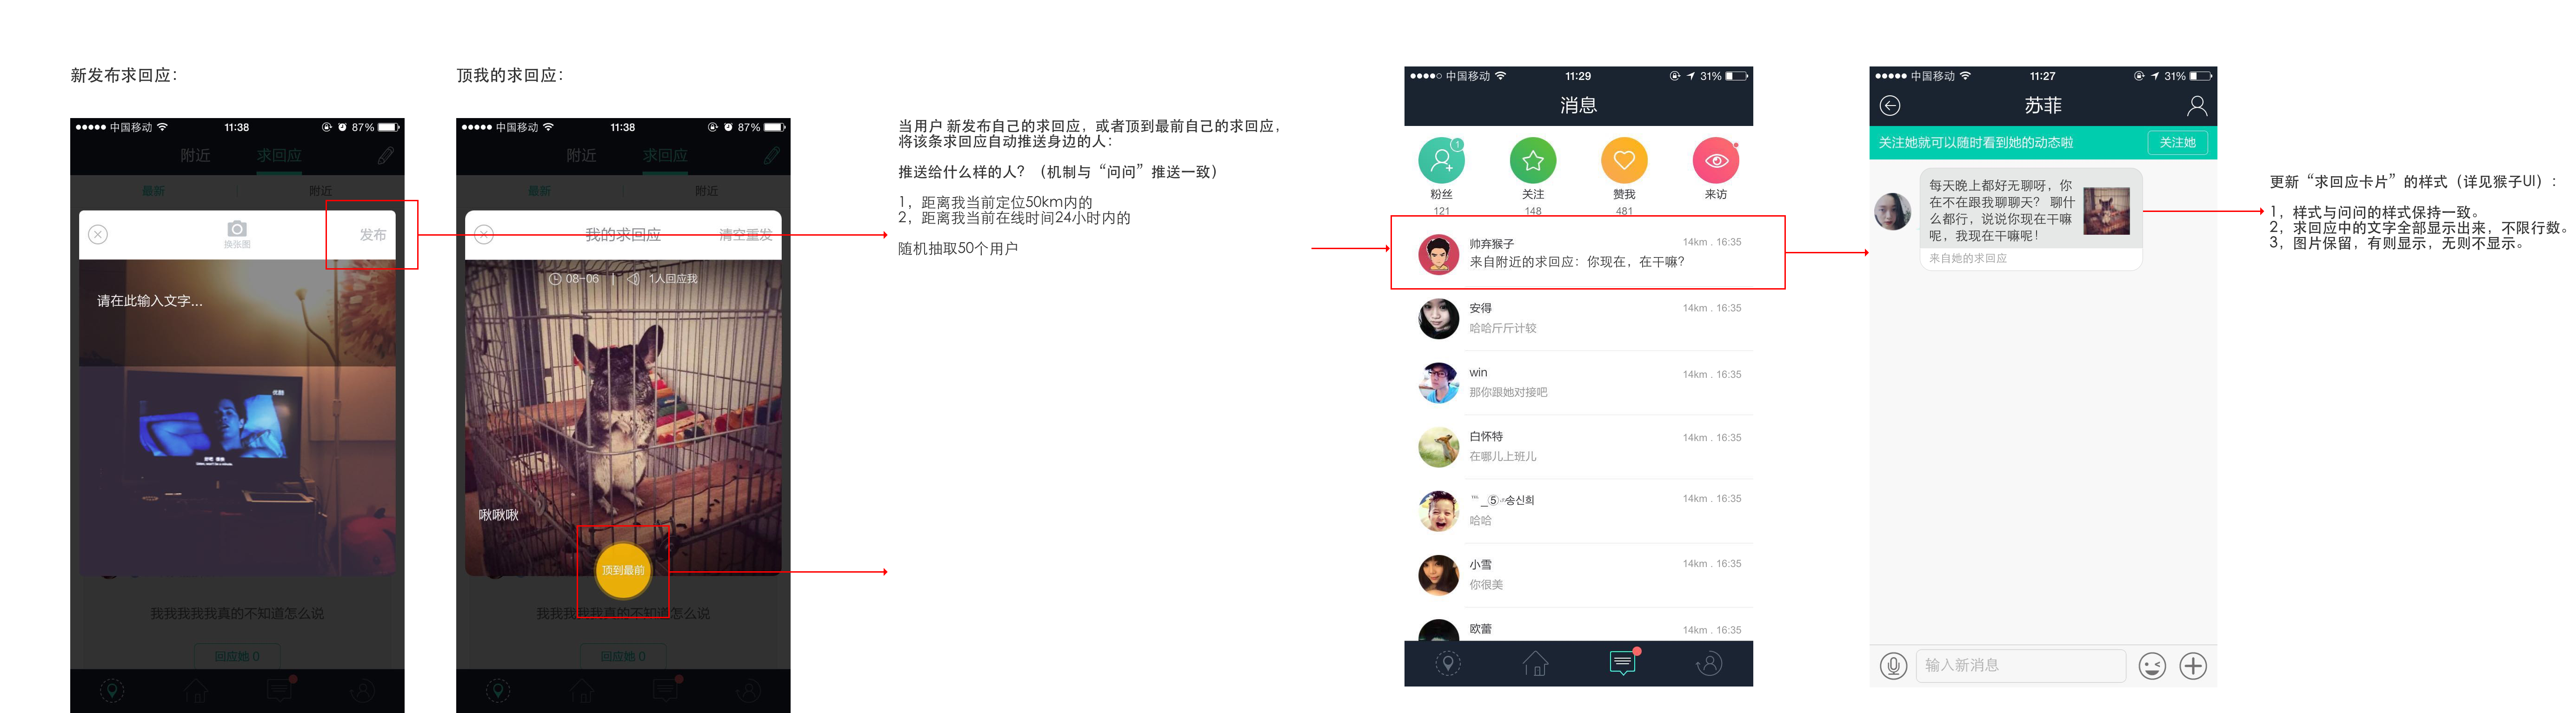 新发布求回应：
中国移动 11:38 87%
附近 求回应
最新 附近
换张图
发布
请在此输入文字...
我我我我我真的不知道怎么说
回应她 0
顶我的求回应：
中国移动 11:38 87%
附近 求回应
最新 附近
我的求回应 清空重发
08-06 | 1人回应我
啾啾啾
顶到最前
我我我我我真的不知道怎么说
回应她 0
当用户 新发布自己的求回应，或者顶到最前自己的求回应，
将该条求回应自动推送身边的人：
推送给什么样的人？（机制与“问问”推送一致）
1，距离我当前定位50km内的
2，距离我当前在线时间24小时内的
随机抽取50个用户
中国移动 11:29 31%
消息
1
粉丝 关注 赞我 来访
121 148 481
帅弃猴子 14km . 16:35
来自附近的求回应：你现在，在干嘛？
安得 14km . 16:35
哈哈斤斤计较
win 14km . 16:35
那你跟她对接吧
白怀特 14km . 16:35
在哪儿上班儿
송신희 14km . 16:35
哈哈
小雪 14km . 16:35
你很美
欧蕾 14km . 16:35
中国移动 11:27 31%
苏菲
关注她就可以随时看到她的动态啦 关注她
每天晚上都好无聊呀，你
在不在跟我聊聊天？ 聊什
么都行，说说你现在干嘛
呢，我现在干嘛呢！
来自她的求回应
输入新消息
更新“求回应卡片”的样式（详见猴子UI）：
1，样式与问问的样式保持一致。
2，求回应中的文字全部显示出来，不限行数。
3，图片保留，有则显示，无则不显示。